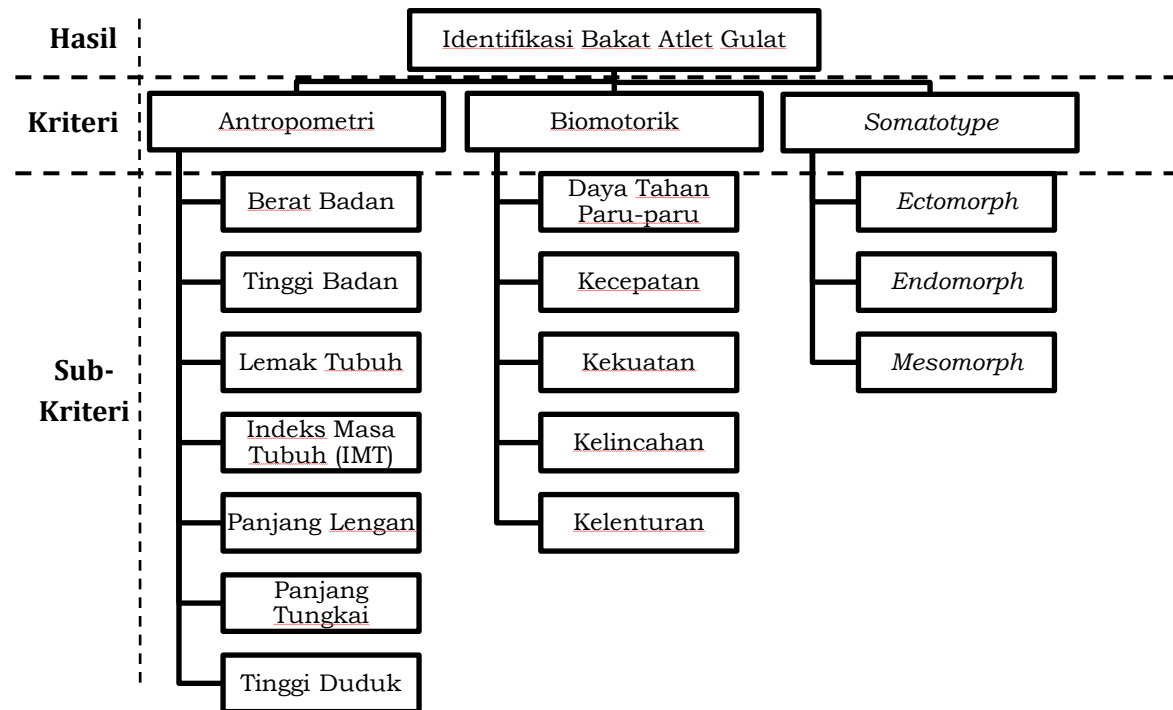 Hasil
Identifikasi Bakat Atlet Gulat
Kriteri
Antropometri
Biomotorik
Somatotype
Sub-
Kriteri
Berat Badan
Tinggi Badan
Lemak Tubuh
Indeks Masa
Tubuh (IMT)
Panjang Lengan
Panjang
Tungkai
Tinggi Duduk
Daya Tahan
Paru-paru
Kecepatan
Kekuatan
Kelincahan
Kelenturan
Ectomorph
Endomorph
Mesomorph